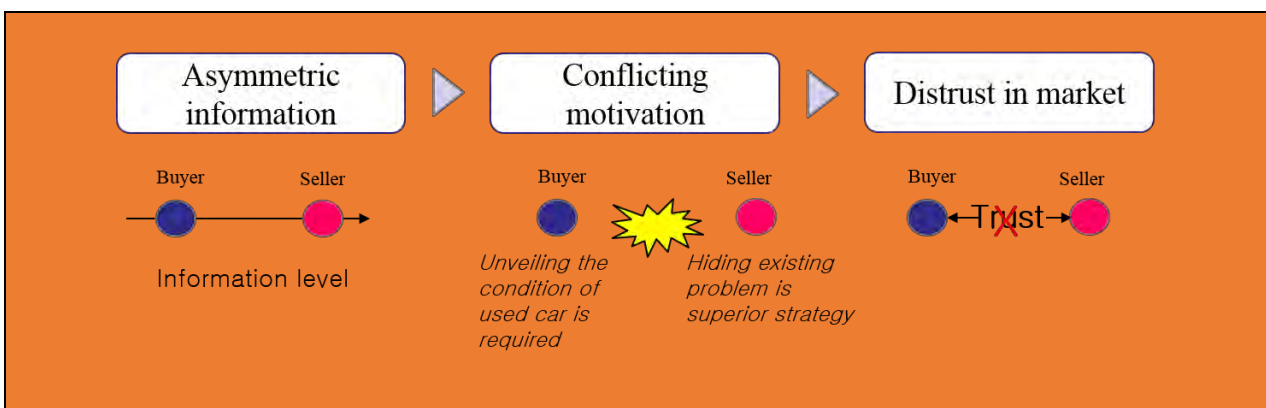 Asymmetric
information
Conflicting
motivation
Distrust in market
Buyer
Seller
Information level
Buyer
Seller
Unveiling the
condition of
used car is
required
Hiding existing
problem is
superior strategy
Buyer
Seller
Trust